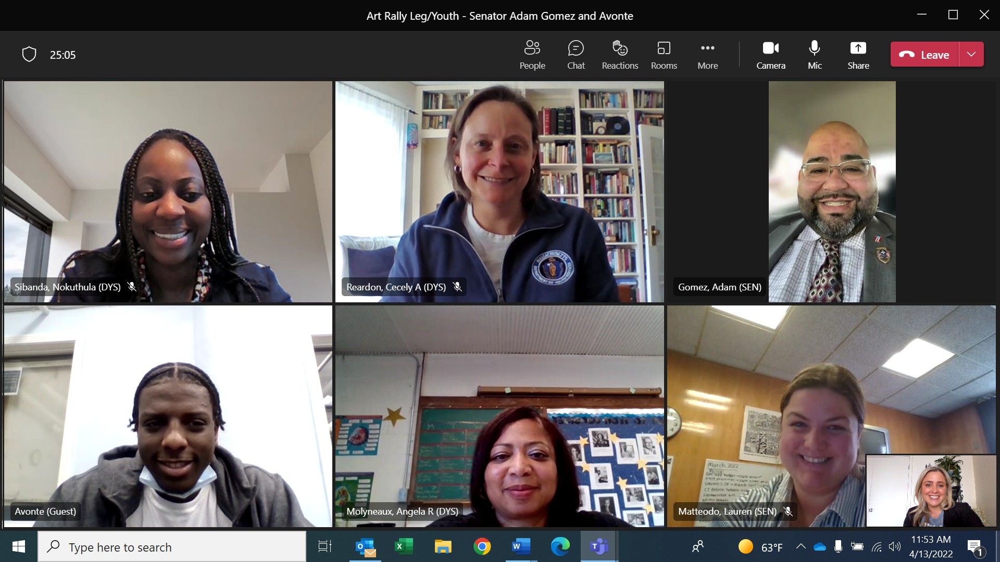 Art Rally Leg/Youth - Senator Adam Gomez and Avonte
25:05
People
Chat
Reactions
Rooms
More
Camera
Mic
Share
Leave
Sibanda, Nokuthula (DYS)
Reardon, Cecely A (DYS)
MASSACHUSETTS
Gomez, Adam (SEN)
Avonte (Guest)
Molyneaux, Angela R (DYS)
March 2022
Matteodo, Lauren (SEN)
Type here to search
63°F
11:53 AM
4/13/2022
1